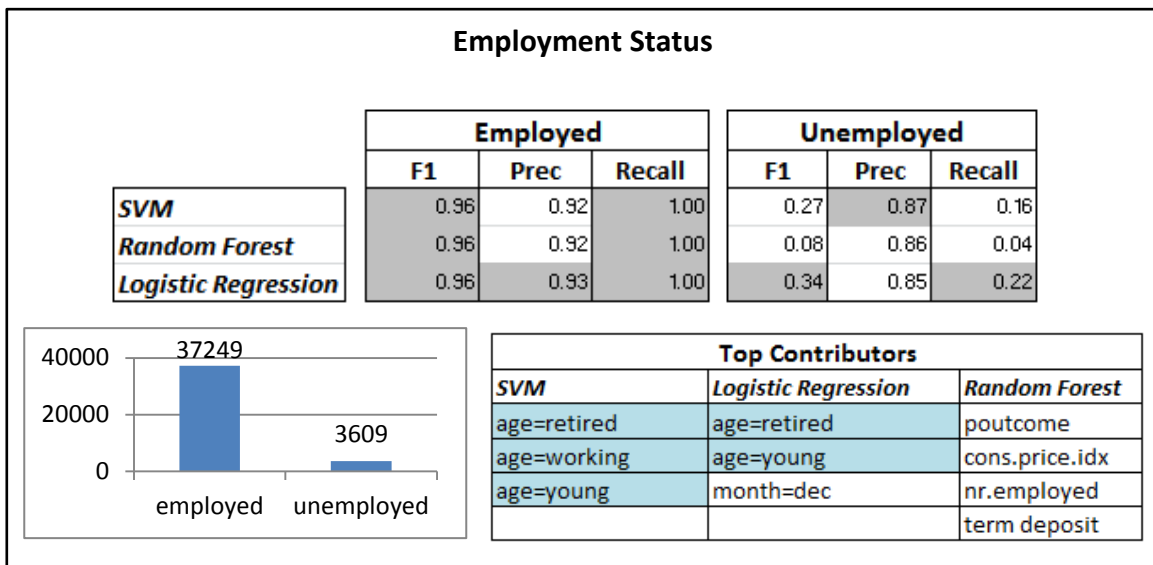 Employment Status
Employed Unemployed
F1 Prec Recall F1 Prec Recall
SVM 0.96 0.92 1.00 0.27 0.87 0.16
Random Forest 0.96 0.92 1.00 0.08 0.86 0.04
Logistic Regression 0.96 0.93 1.00 0.34 0.85 0.22
40000
20000
0
37249
3609
employed unemployed
Top Contributors
SVM Logistic Regression Random Forest
age=retired age=retired poutcome
age=working age=young cons.price.idx
age=young month=dec nr.employed
term deposit